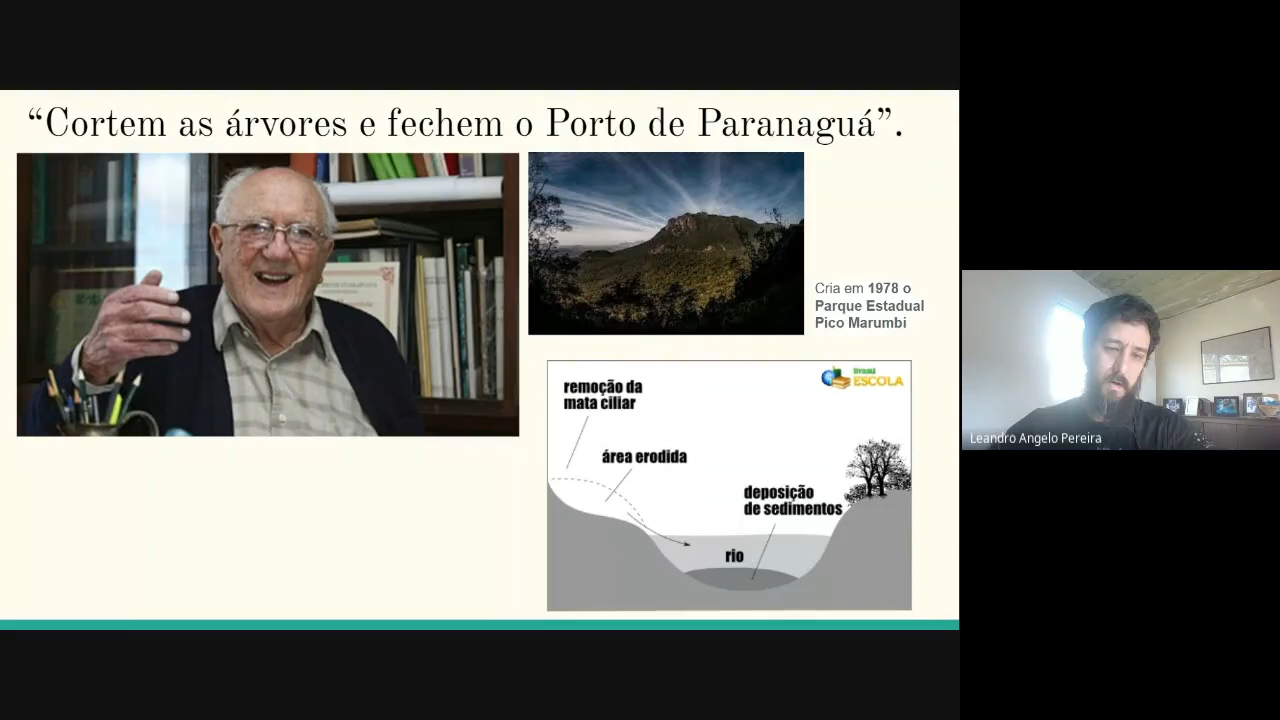 “Cortem as árvores e fechem o Porto de Paranaguá”.
Cria em 1978 o
Parque Estadual
Pico Marumbi
remoção da
mata ciliar
ESCOLA
área erodida
deposição
de sedimentos
rio
Leandro Angelo Pereira